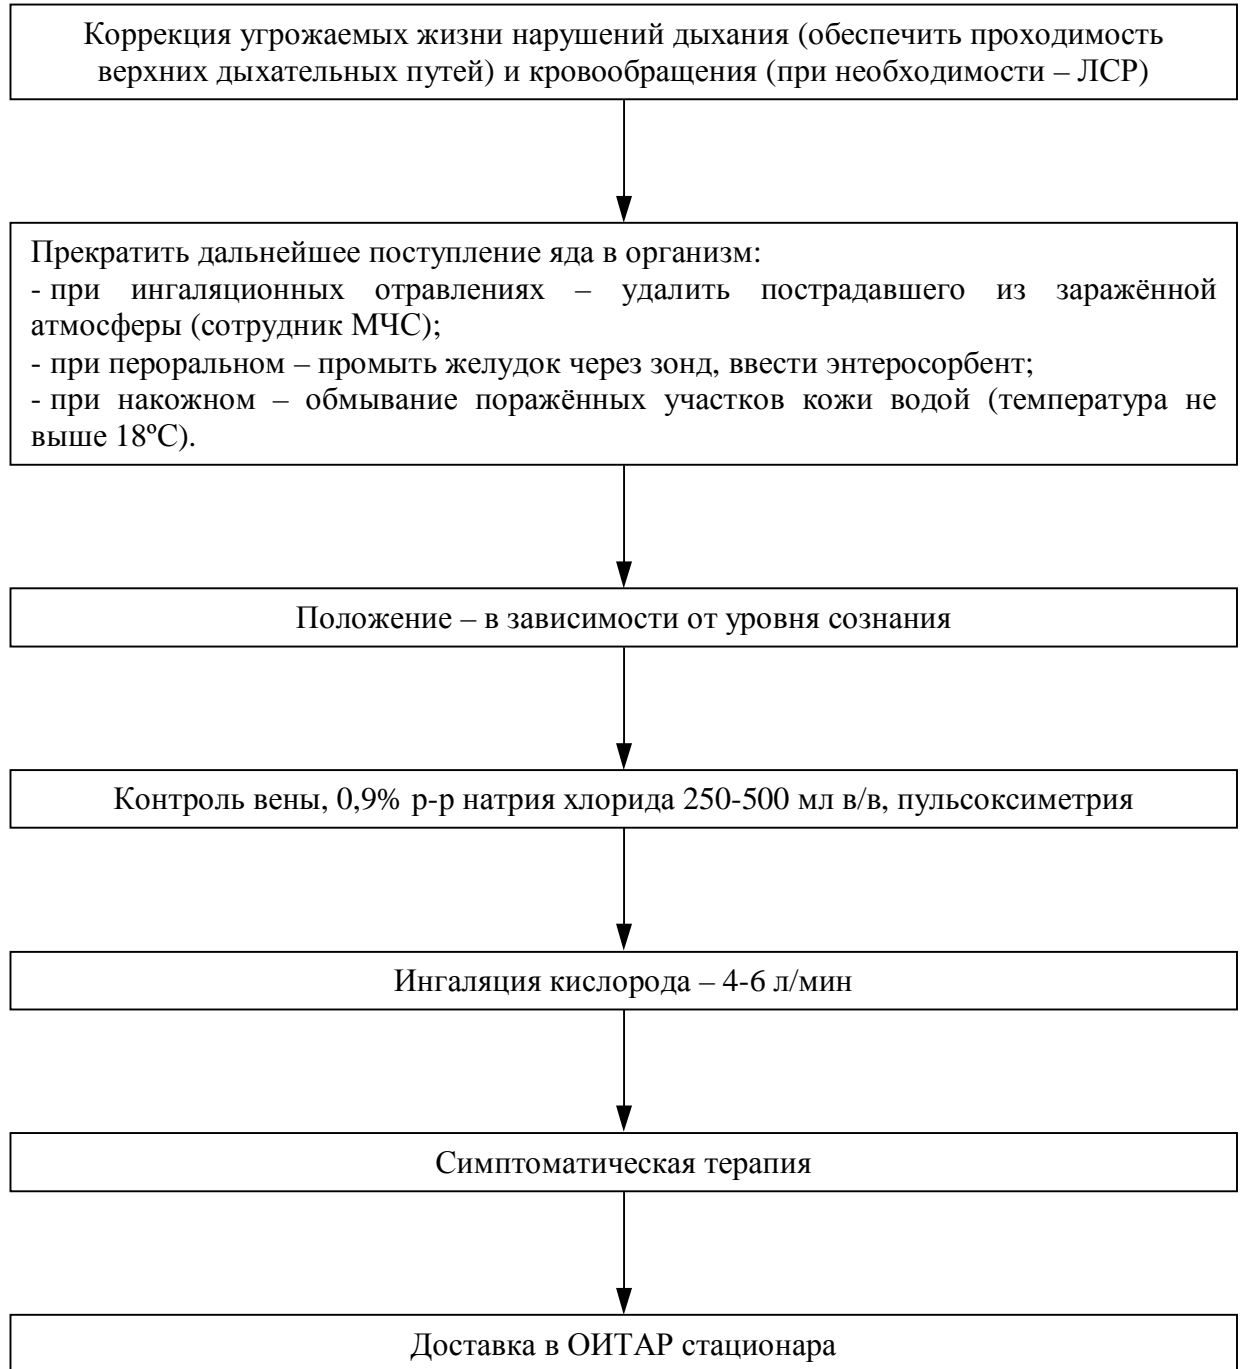 Коррекция угрожаемых жизни нарушений дыхания (обеспечить проходимость
верхних дыхательных путей) и кровообращения (при необходимости – ЛСР)
Прекратить дальнейшее поступление яда в организм:
- при ингаляционных отравлениях – удалить пострадавшего из заражённой
атмосферы (сотрудник МЧС);
- при пероральном – промыть желудок через зонд, ввести энтеросорбент;
- при накожном – обмывание поражённых участков кожи водой (температура не
выше 18ºС).
Положение – в зависимости от уровня сознания
Контроль вены, 0,9% р-р натрия хлорида 250-500 мл в/в, пульсоксиметрия
Ингаляция кислорода – 4-6 л/мин
Симптоматическая терапия
Доставка в ОИТАР стационара